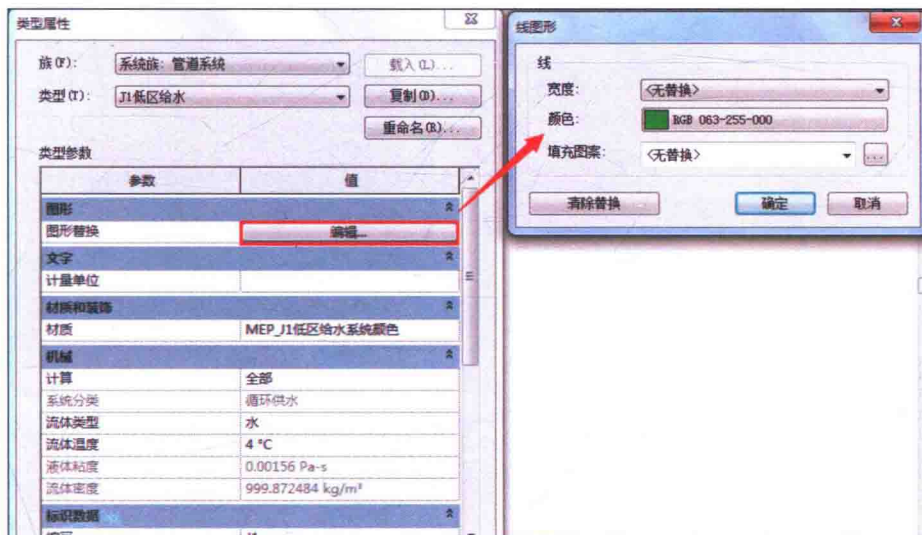 类型属性
族(F): 系统族: 管道系统 载入(L)...
类型(T): J1低区给水 复制(D)...
重命名(R)...
类型参数
参数 值
图形
图形替换 编辑...
文字
计量单位
材质和装饰
材质 MEP_J1低区给水系统颜色
机械
计算 全部
系统分类 循环供水
流体类型 水
流体温度 4 °C
液体粘度 0.00156 Pa-s
流体密度 999.872484 kg/m³
标识数据
线图形
线
宽度: <无替换>
颜色: RGB 063-255-000
填充图案: <无替换> ...
清除替换 确定 取消